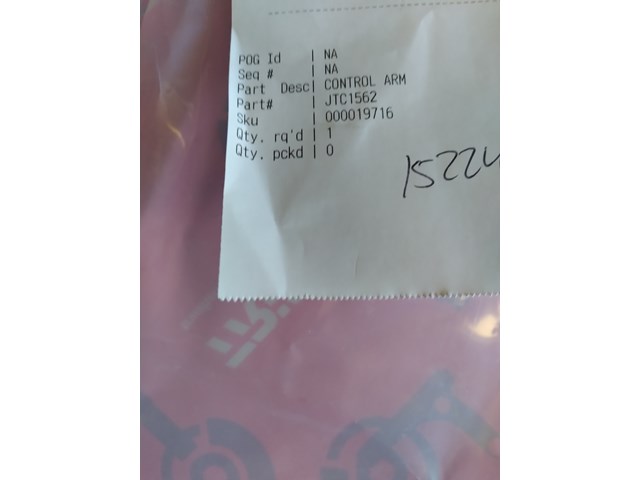 POG Id | NA
Seq # | NA
Part Desc| CONTROL ARM
Part# | JTC1562
Sku | 000019716
Qty. rq'd | 1
Qty. pckd | 0